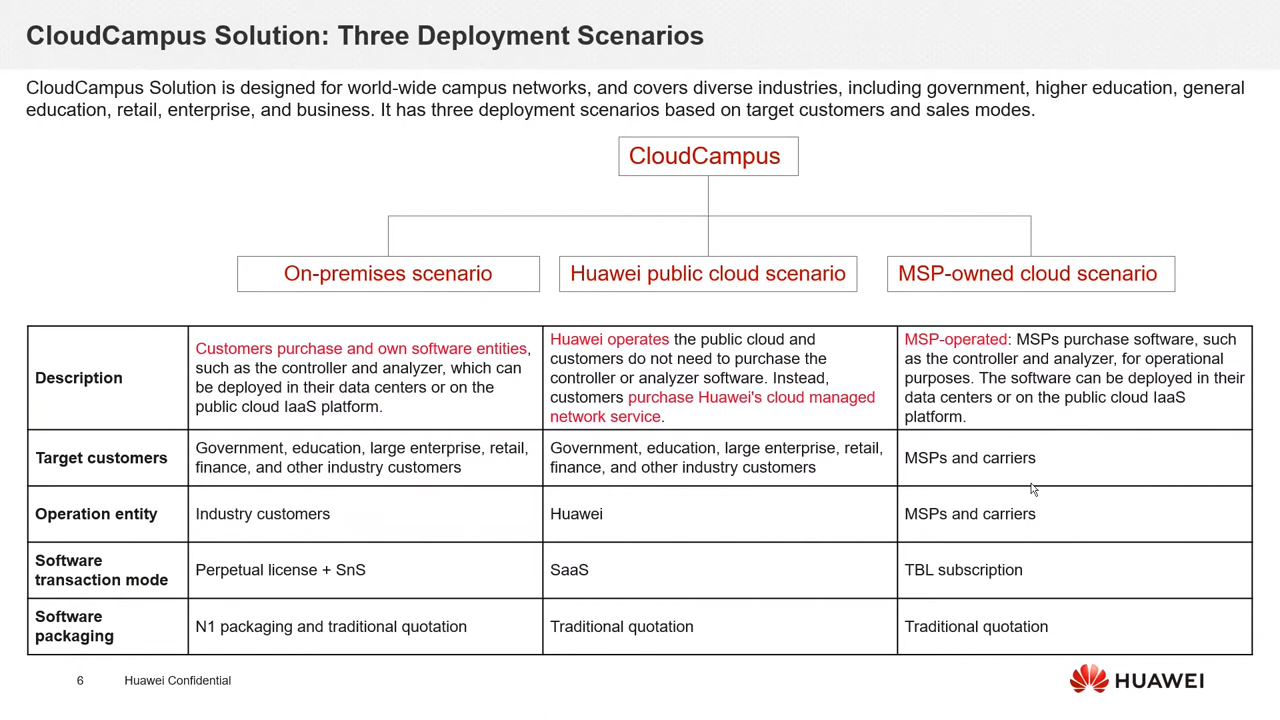 CloudCampus Solution: Three Deployment Scenarios
CloudCampus Solution is designed for world-wide campus networks, and covers diverse industries, including government, higher education, general
education, retail, enterprise, and business. It has three deployment scenarios based on target customers and sales modes.
CloudCampus
On-premises scenario
Huawei public cloud scenario
MSP-owned cloud scenario
Description
Customers purchase and own software entities,
such as the controller and analyzer, which can
be deployed in their data centers or on the
public cloud IaaS platform.
Huawei operates the public cloud and
customers do not need to purchase the
controller or analyzer software. Instead,
customers purchase Huawei's cloud managed
network service.
MSP-operated: MSPs purchase software, such
as the controller and analyzer, for operational
purposes. The software can be deployed in their
data centers or on the public cloud IaaS
platform.
Target customers
Government, education, large enterprise, retail,
finance, and other industry customers
Government, education, large enterprise, retail,
finance, and other industry customers
MSPs and carriers
Operation entity
Industry customers
Huawei
MSPs and carriers
Software
transaction mode
Perpetual license + SnS
SaaS
TBL subscription
Software
packaging
N1 packaging and traditional quotation
Traditional quotation
Traditional quotation
6
Huawei Confidential
HUAWEI